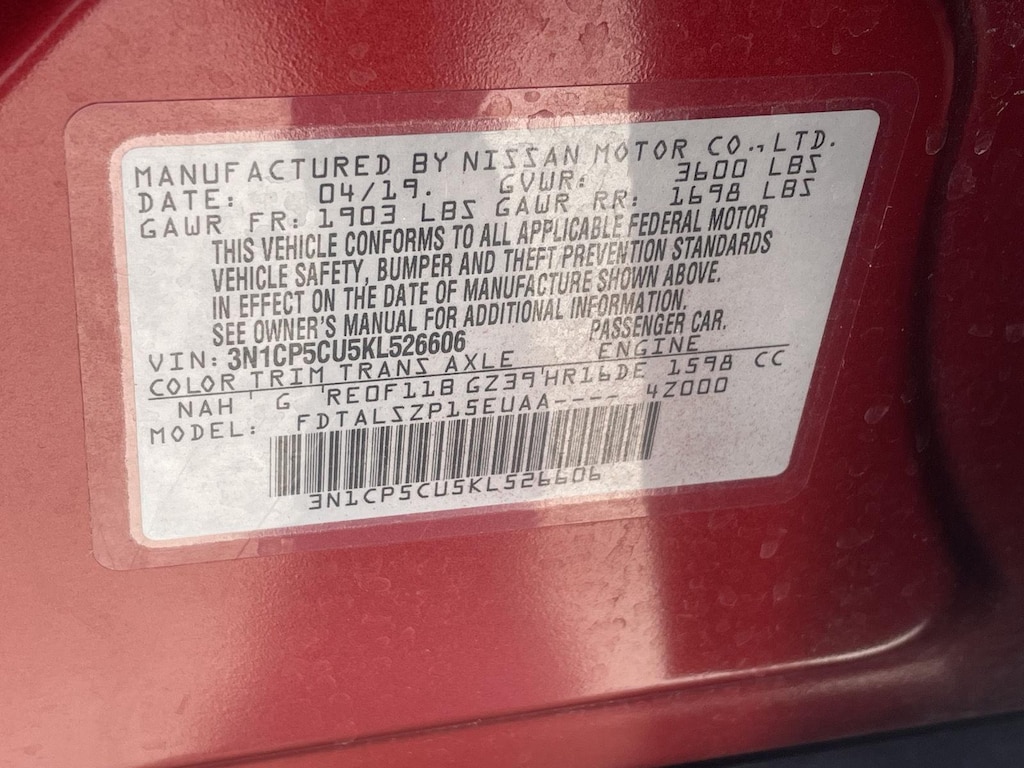 MANUFACTURED BY NISSAN MOTOR CO.,LTD.
DATE: 04/19. GVWR: 3600 LBS
GAWR FR: 1903 LBS GAWR RR: 1698 LBS
THIS VEHICLE CONFORMS TO ALL APPLICABLE FEDERAL MOTOR
VEHICLE SAFETY, BUMPER AND THEFT PREVENTION STANDARDS
IN EFFECT ON THE DATE OF MANUFACTURE SHOWN ABOVE.
SEE OWNER'S MANUAL FOR ADDITIONAL INFORMATION.
VIN: 3N1CP5CU5KL526606 PASSENGER CAR.
COLOR TRIM TRANS AXLE ENGINE
NAH G RE0F11B GZ39 HR16DE 1598 CC
MODEL: FDTALSZP15EUAA---- 4Z000
3N1CP5CU5KL526606